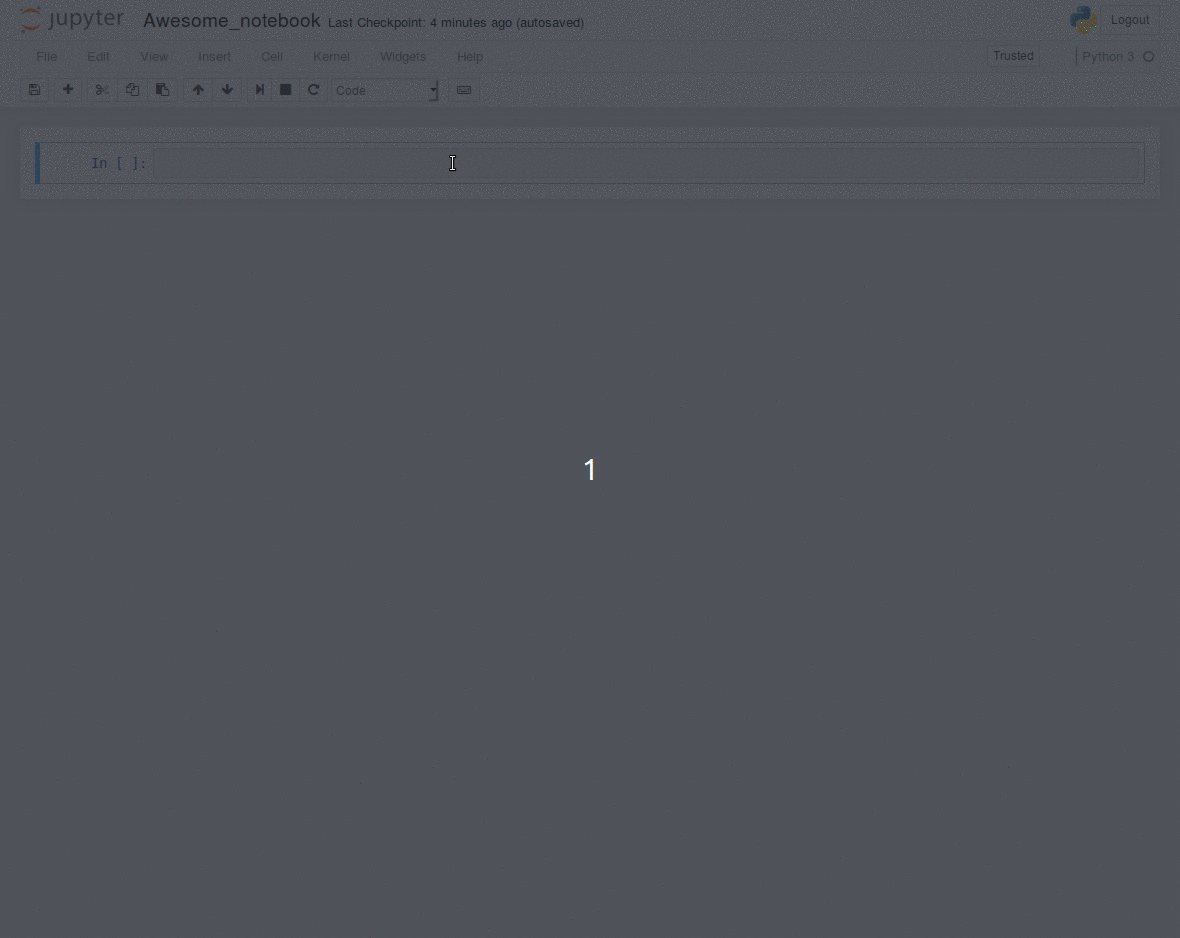 jupyter Awesome_notebook Last Checkpoint: 4 minutes ago (autosaved) Logout
File Edit View Insert Cell Kernel Widgets Help Trusted Python 3
Code
In [ ]:
1